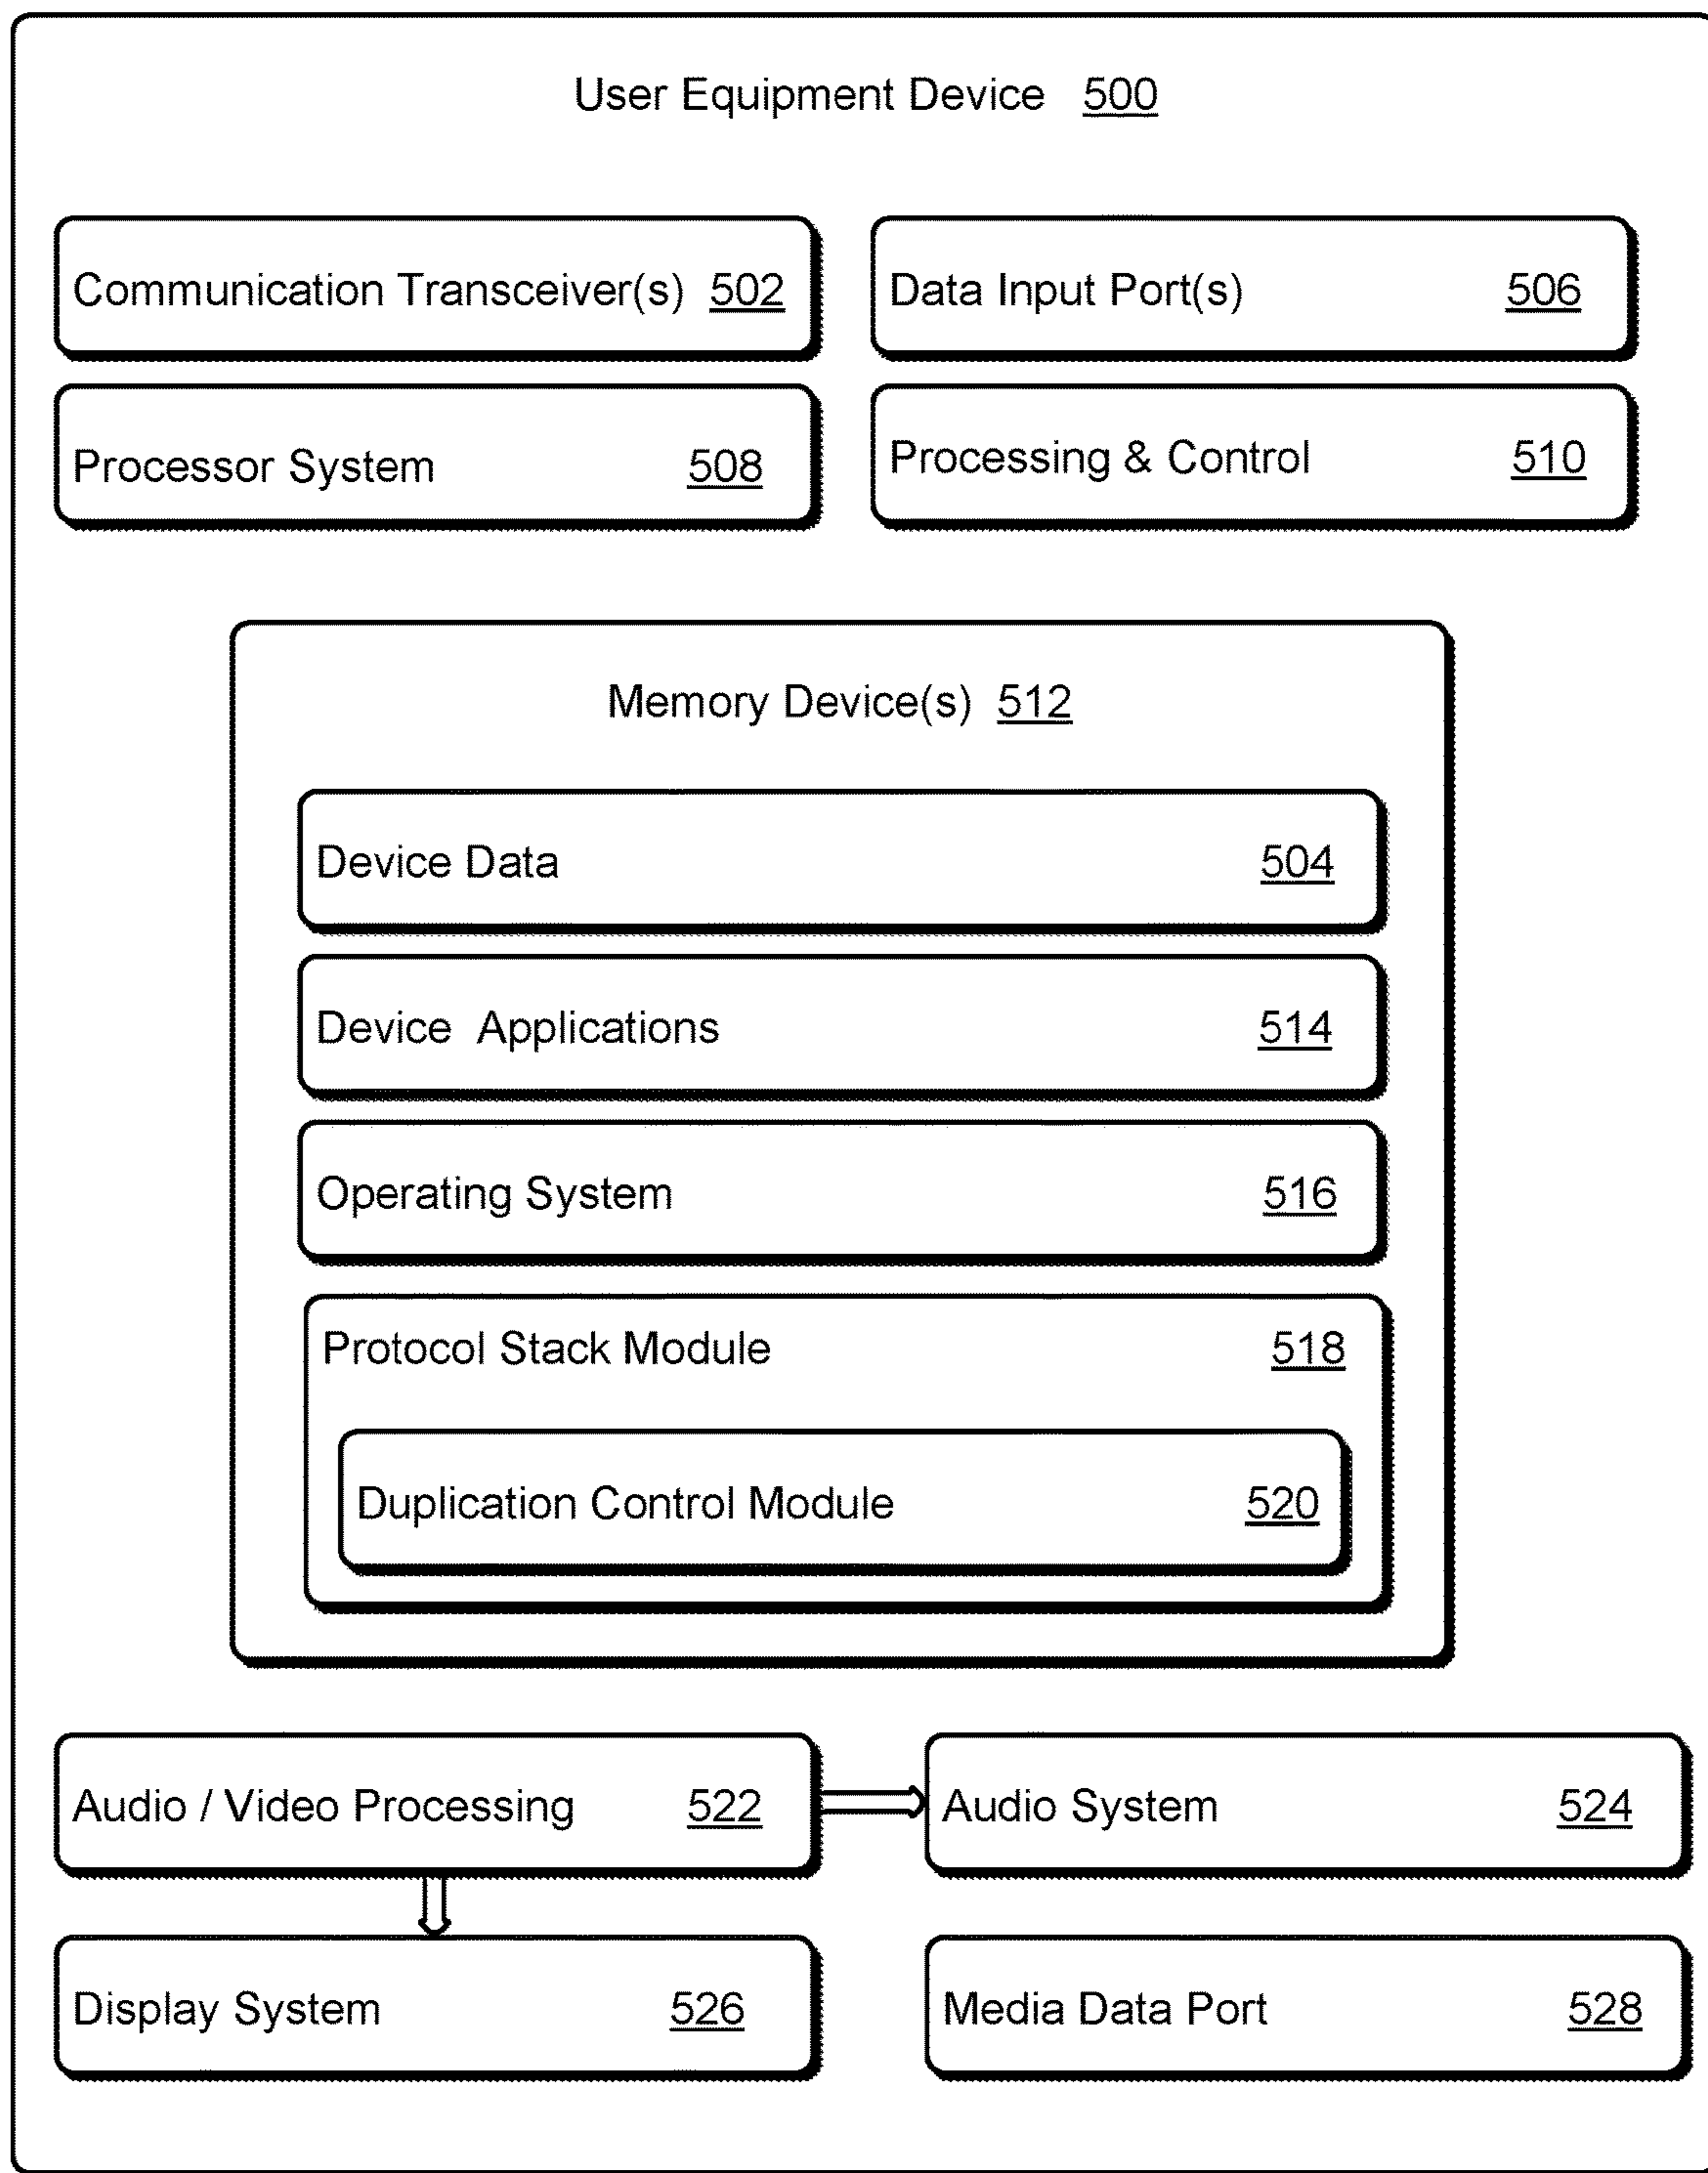 User Equipment Device 500
Communication Transceiver(s) 502
Data Input Port(s) 506
Processor System 508
Processing & Control 510
Memory Device(s) 512
Device Data 504
Device Applications 514
Operating System 516
Protocol Stack Module 518
Duplication Control Module 520
Audio / Video Processing 522
Audio System 524
Display System 526
Media Data Port 528